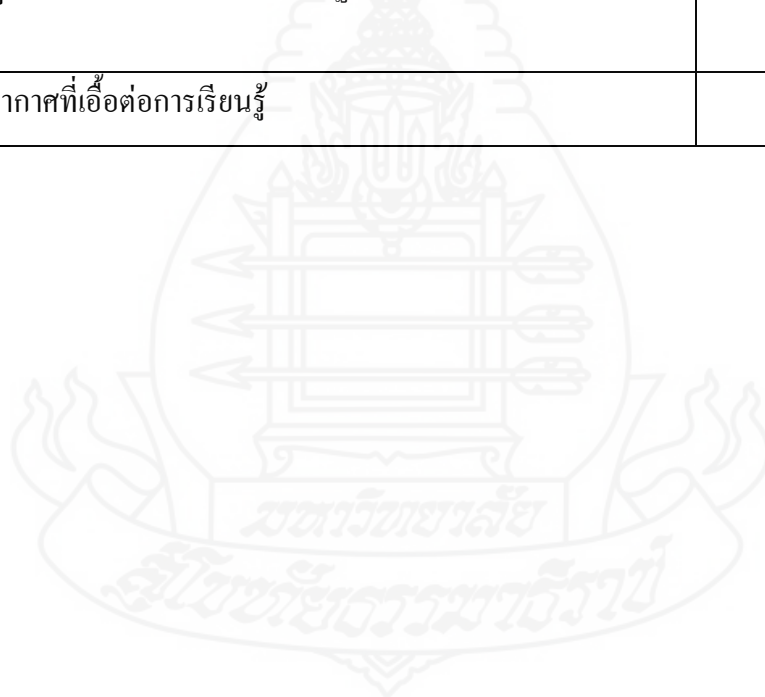 ากาศที่เอื้อต่อการเรียนรู้
มหาวิทยาลัย
สุโขทัยธรรมาธิราช